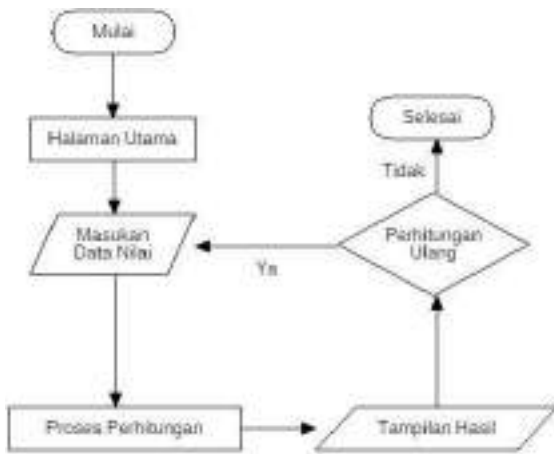 Mulai
Halaman Utama
Masukan
Data Nilai
Proses Perhitungan
Tampilan Hasil
Perhitungan
Ulang
Ya
Tidak
Selesai